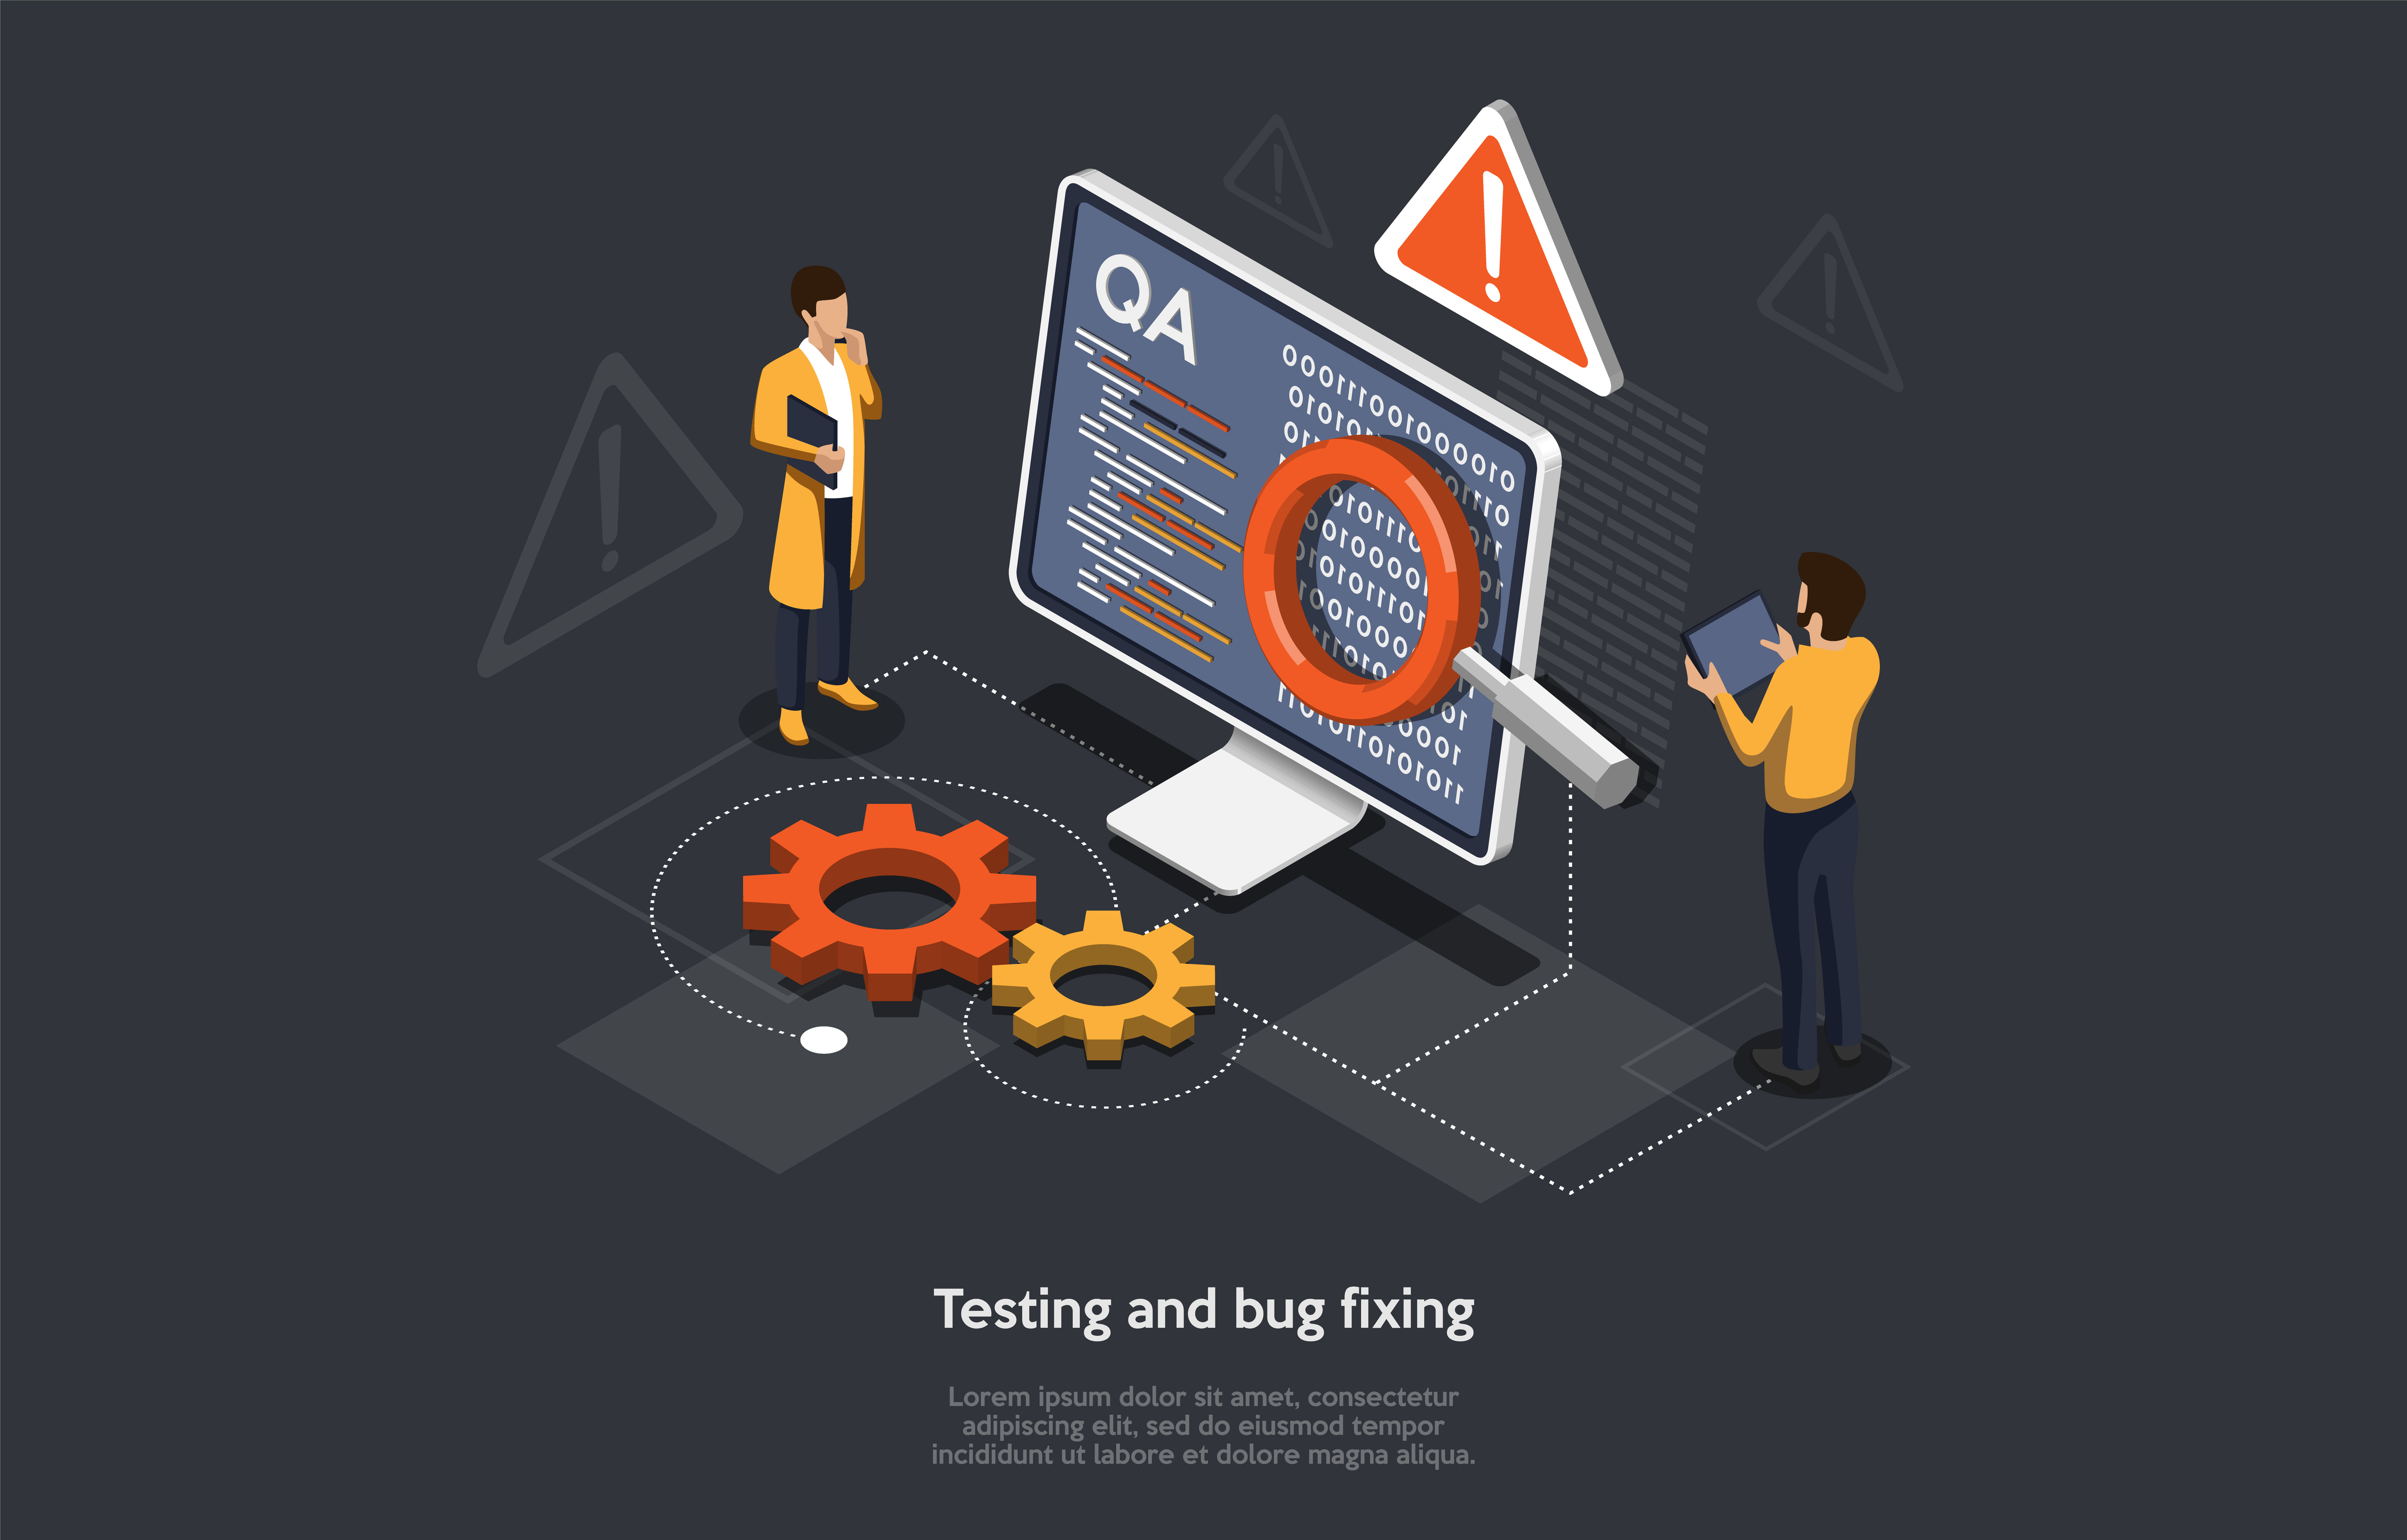 QA
000111001000010
Testing and bug fixing
Lorem ipsum dolor sit amet, consectetur
adipiscing elit, sed do eiusmod tempor
incididunt ut labore et dolore magna aliqua.